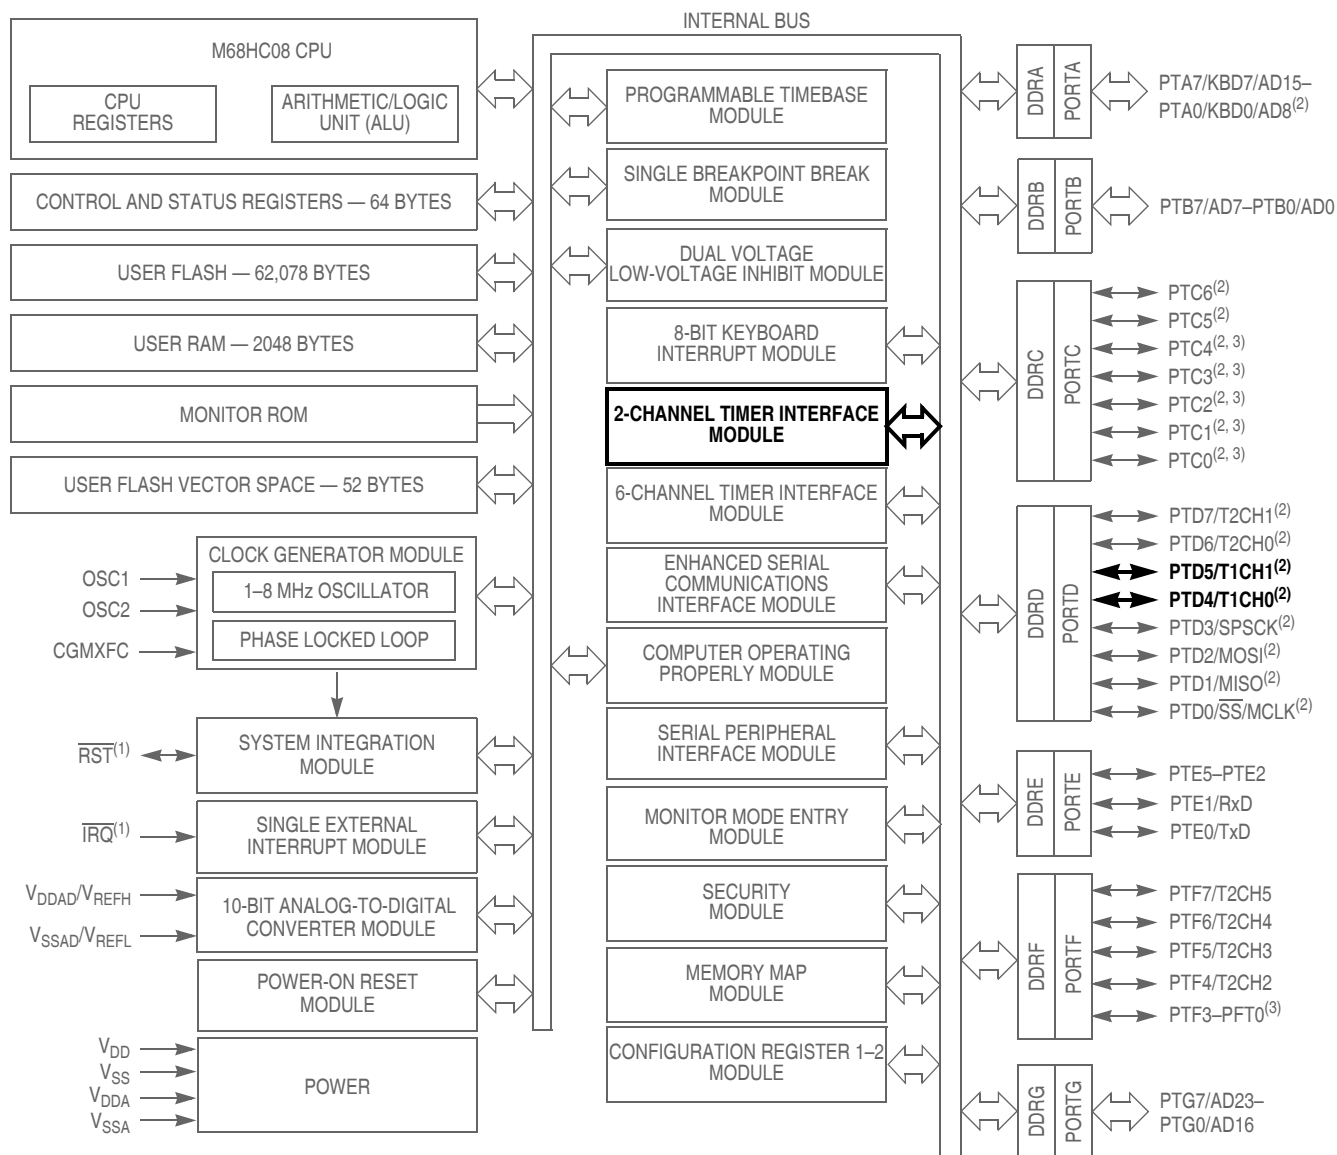 INTERNAL BUS
M68HC08 CPU
CPU
REGISTERS
ARITHMETIC/LOGIC
UNIT (ALU)
CONTROL AND STATUS REGISTERS — 64 BYTES
USER FLASH — 62,078 BYTES
USER RAM — 2048 BYTES
MONITOR ROM
USER FLASH VECTOR SPACE — 52 BYTES
CLOCK GENERATOR MODULE
1–8 MHz OSCILLATOR
PHASE LOCKED LOOP
OSC1
OSC2
CGMXFC
SYSTEM INTEGRATION
MODULE
R̅S̅T̅(1)
SINGLE EXTERNAL
INTERRUPT MODULE
I̅R̅Q̅(1)
10-BIT ANALOG-TO-DIGITAL
CONVERTER MODULE
VDDAD/VREFH
VSSAD/VREFL
POWER-ON RESET
MODULE
POWER
VDD
VSS
VDDA
VSSA
PROGRAMMABLE TIMEBASE
MODULE
SINGLE BREAKPOINT BREAK
MODULE
DUAL VOLTAGE
LOW-VOLTAGE INHIBIT MODULE
8-BIT KEYBOARD
INTERRUPT MODULE
2-CHANNEL TIMER INTERFACE
MODULE
6-CHANNEL TIMER INTERFACE
MODULE
ENHANCED SERIAL
COMMUNICATIONS
INTERFACE MODULE
COMPUTER OPERATING
PROPERLY MODULE
SERIAL PERIPHERAL
INTERFACE MODULE
MONITOR MODE ENTRY
MODULE
SECURITY
MODULE
MEMORY MAP
MODULE
CONFIGURATION REGISTER 1–2
MODULE
DDRA
PORTA
PTA7/KBD7/AD15–
PTA0/KBD0/AD8(2)
DDRB
PORTB
PTB7/AD7–PTB0/AD0
DDRC
PORTC
PTC6(2)
PTC5(2)
PTC4(2, 3)
PTC3(2, 3)
PTC2(2, 3)
PTC1(2, 3)
PTC0(2, 3)
DDRD
PORTD
PTD7/T2CH1(2)
PTD6/T2CH0(2)
PTD5/T1CH1(2)
PTD4/T1CH0(2)
PTD3/SPSCK(2)
PTD2/MOSI(2)
PTD1/MISO(2)
PTD0/S̅S̅/MCLK(2)
DDRE
PORTE
PTE5–PTE2
PTE1/RxD
PTE0/TxD
DDRF
PORTF
PTF7/T2CH5
PTF6/T2CH4
PTF5/T2CH3
PTF4/T2CH2
PTF3–PFT0(3)
DDRG
PORTG
PTG7/AD23–
PTG0/AD16